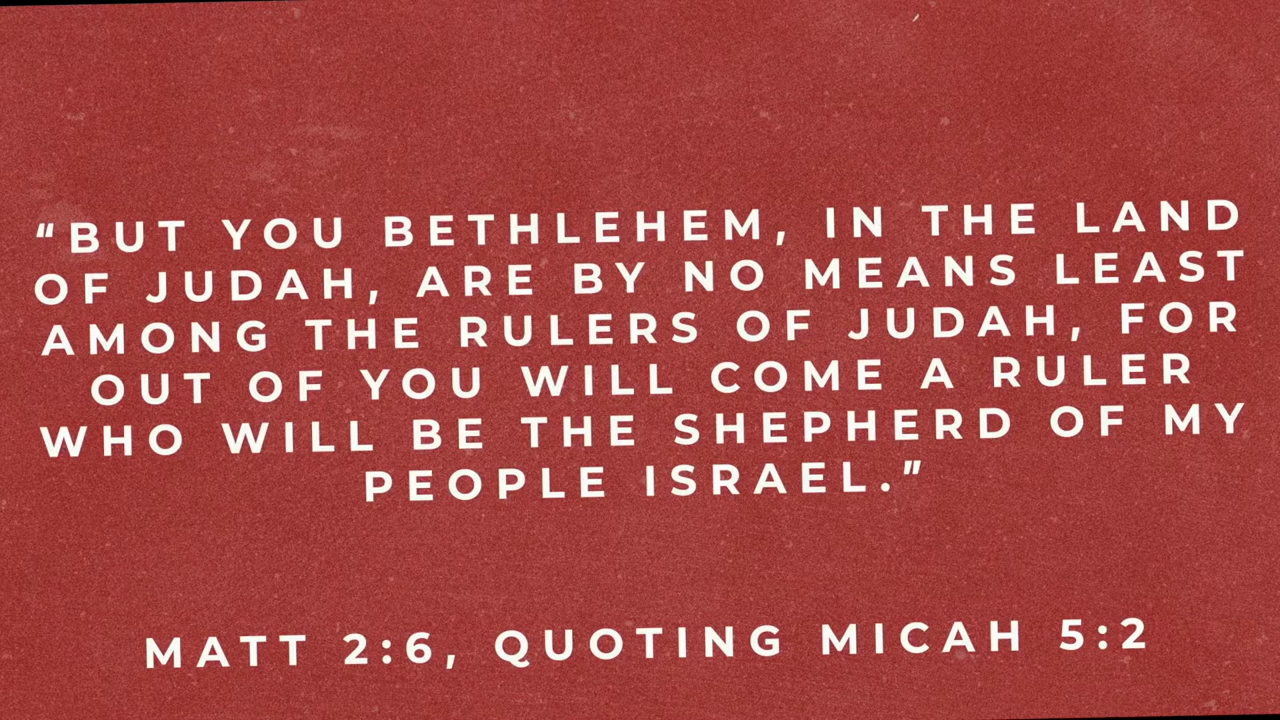 “BUT YOU BETHLEHEM, IN THE LAND
OF JUDAH, ARE BY NO MEANS LEAST
AMONG THE RULERS OF JUDAH, FOR
OUT OF YOU WILL COME A RULER
WHO WILL BE THE SHEPHERD OF MY
PEOPLE ISRAEL.”
MATT 2:6, QUOTING MICAH 5:2